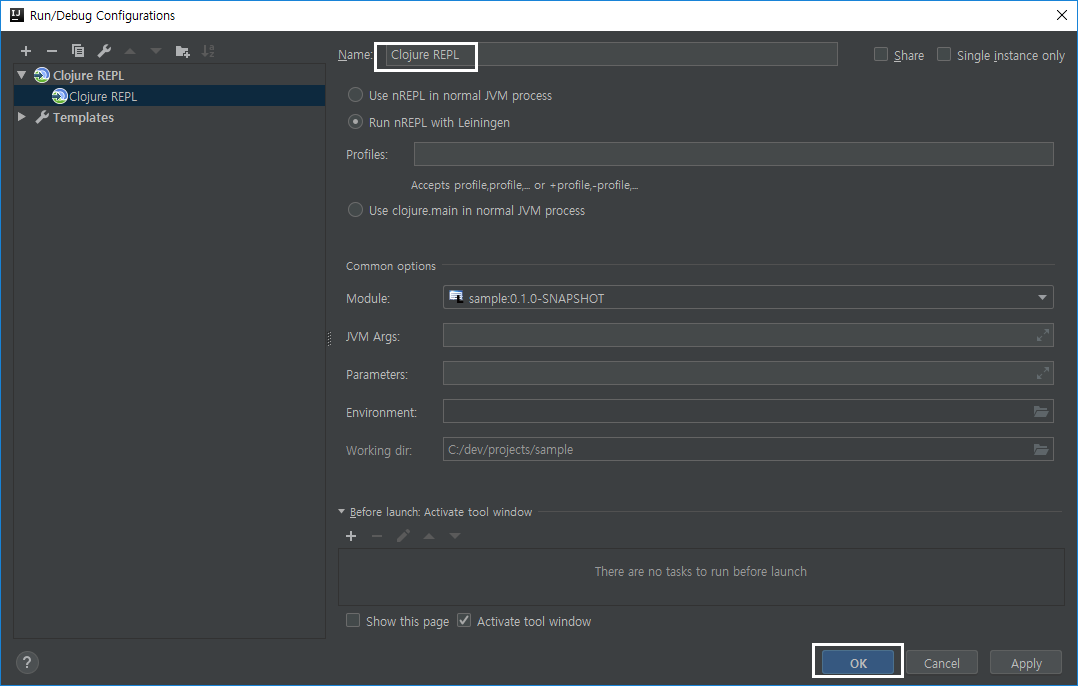 Run/Debug Configurations
Clojure REPL
Clojure REPL
Templates
Name: Clojure REPL
Share
Single instance only
Use nREPL in normal JVM process
Run nREPL with Leiningen
Profiles:
Accepts profile,profile,... or +profile,-profile,...
Use clojure.main in normal JVM process
Common options
Module: sample:0.1.0-SNAPSHOT
JVM Args:
Parameters:
Environment:
Working dir: C:/dev/projects/sample
Before launch: Activate tool window
There are no tasks to run before launch
Show this page
Activate tool window
?
OK
Cancel
Apply